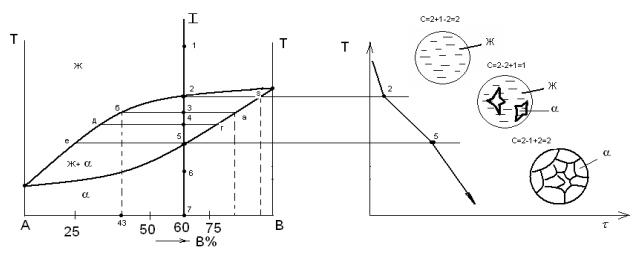 I
T
T
T
ж
1
2
з
3
б
а
4
д
г
5
е
ж+ α
6
α
7
A
25
43
50
60
75
B
B%
C=2+1-2=2
ж
C=2-2+1=1
ж
α
2
C=2-1+2=2
α
5
τ